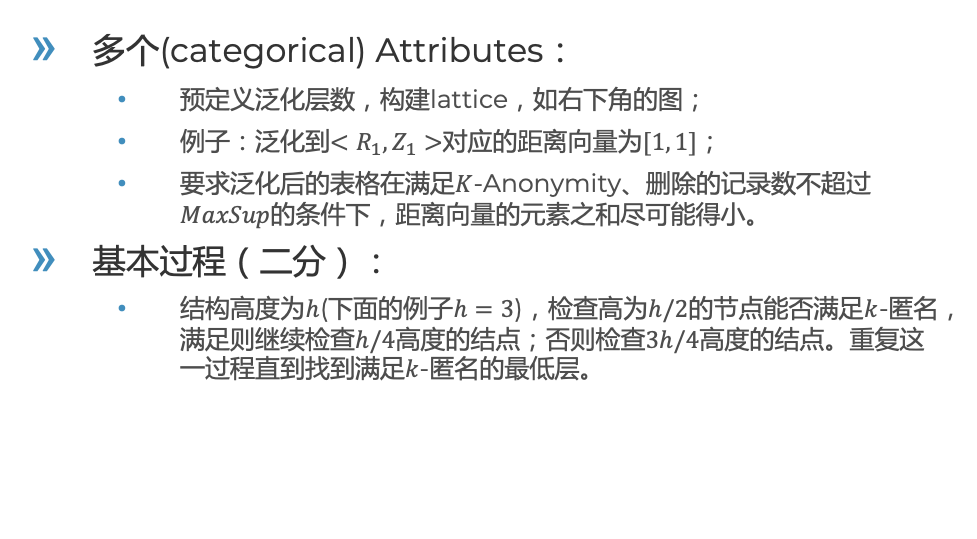 » 多个(categorical) Attributes：
• 预定义泛化层数，构建lattice，如右下角的图；
• 例子：泛化到< R₁, Z₁ >对应的距离向量为[1, 1]；
• 要求泛化后的表格在满足K-Anonymity、删除的记录数不超过
MaxSup的条件下，距离向量的元素之和尽可能得小。
» 基本过程（二分）：
• 结构高度为h(下面的例子h = 3)，检查高为h/2的节点能否满足k-匿名，
满足则继续检查h/4高度的结点；否则检查3h/4高度的结点。重复这
一过程直到找到满足k-匿名的最低层。